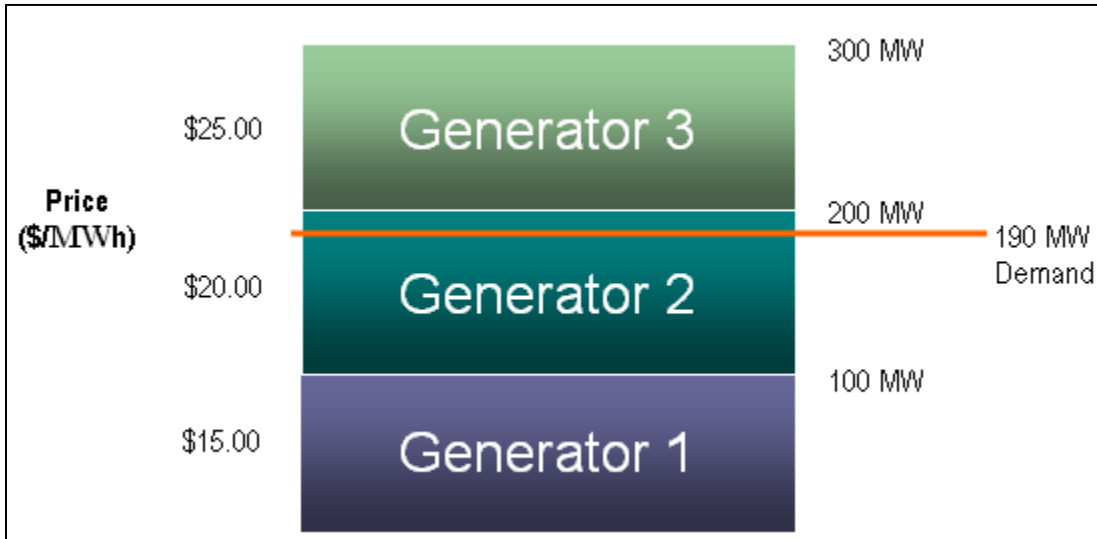 300 MW
$25.00
Generator 3
Price
($/MWh)
200 MW
190 MW
Demand
$20.00
Generator 2
100 MW
$15.00
Generator 1